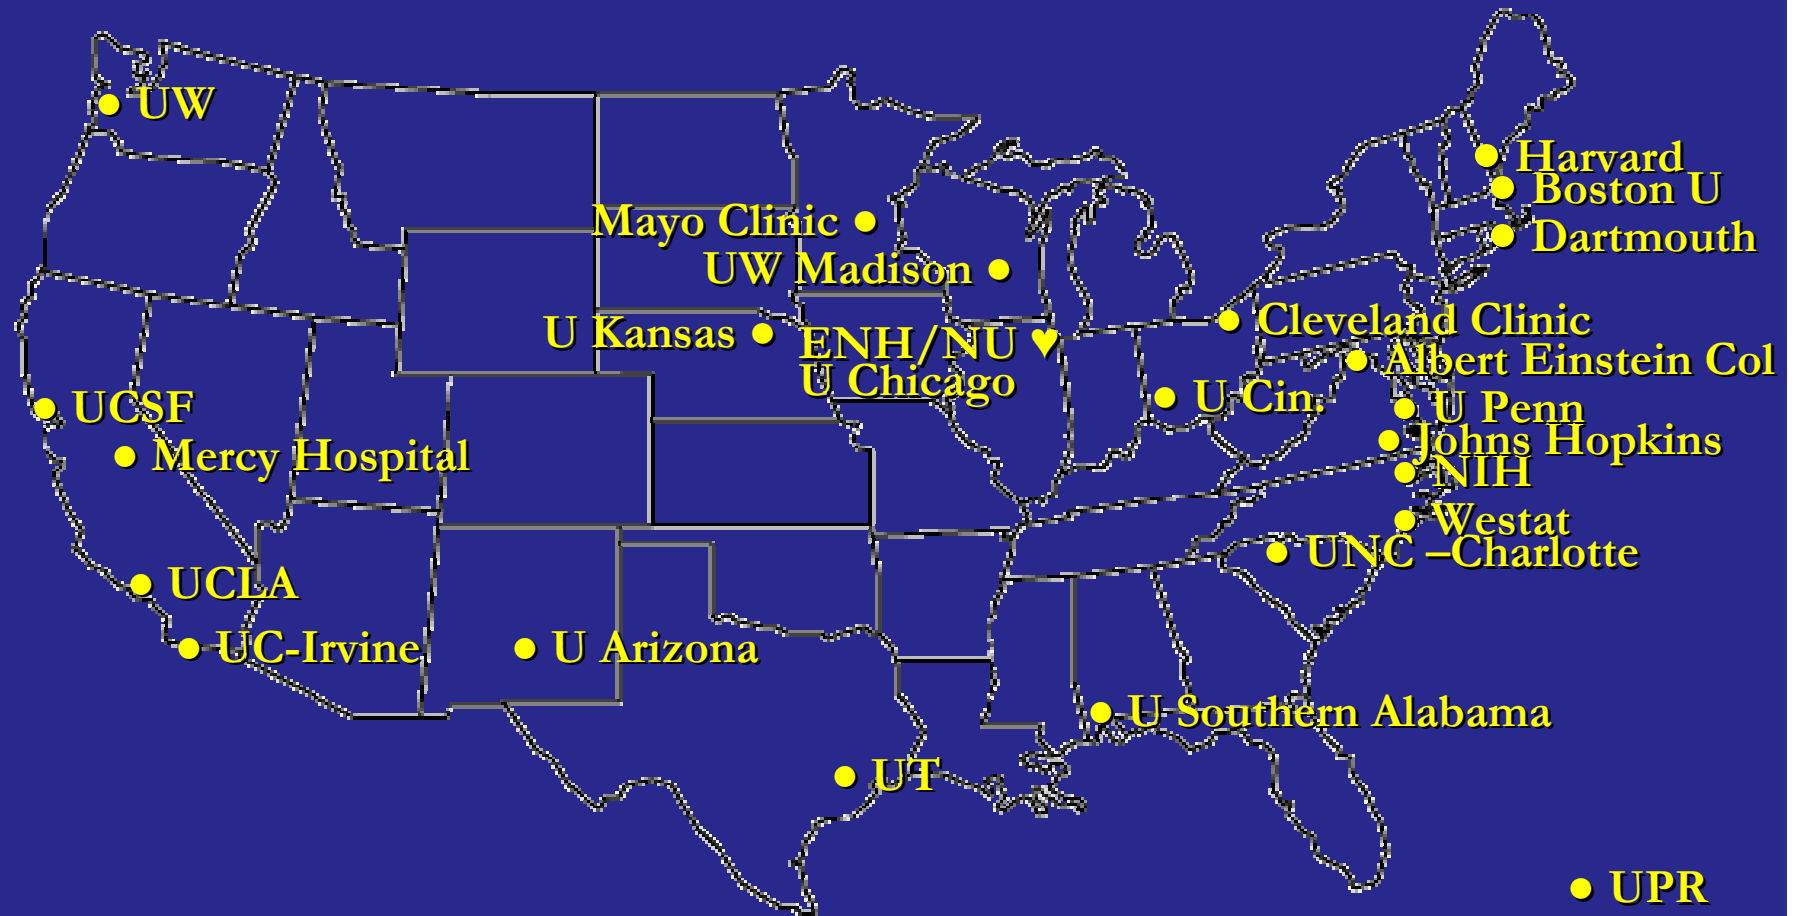 UW
Harvard
Boston U
Mayo Clinic
Dartmouth
UW Madison
Cleveland Clinic
U Kansas
ENH/NU ♥
Albert Einstein Col
U Chicago
U Cin.
UCSF
U Penn
Johns Hopkins
Mercy Hospital
NIH
Westat
UNC –Charlotte
UCLA
UC-Irvine
U Arizona
U Southern Alabama
UT
UPR